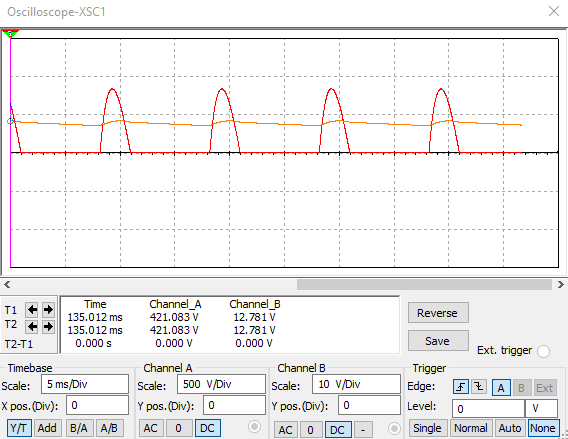 Oscilloscope-XSC1
T1
T2
T2-T1
Time Channel_A Channel_B
135.012 ms 421.083 V 12.781 V
135.012 ms 421.083 V 12.781 V
0.000 s 0.000 V 0.000 V
Reverse
Save
Ext. trigger
Timebase
Scale: 5 ms/Div
X pos.(Div): 0
Y/T Add B/A A/B
Channel A
Scale: 500 V/Div
Y pos.(Div): 0
AC 0 DC
Channel B
Scale: 10 V/Div
Y pos.(Div): 0
AC 0 DC -
Trigger
Edge: A B Ext
Level: 0 V
Single Normal Auto None